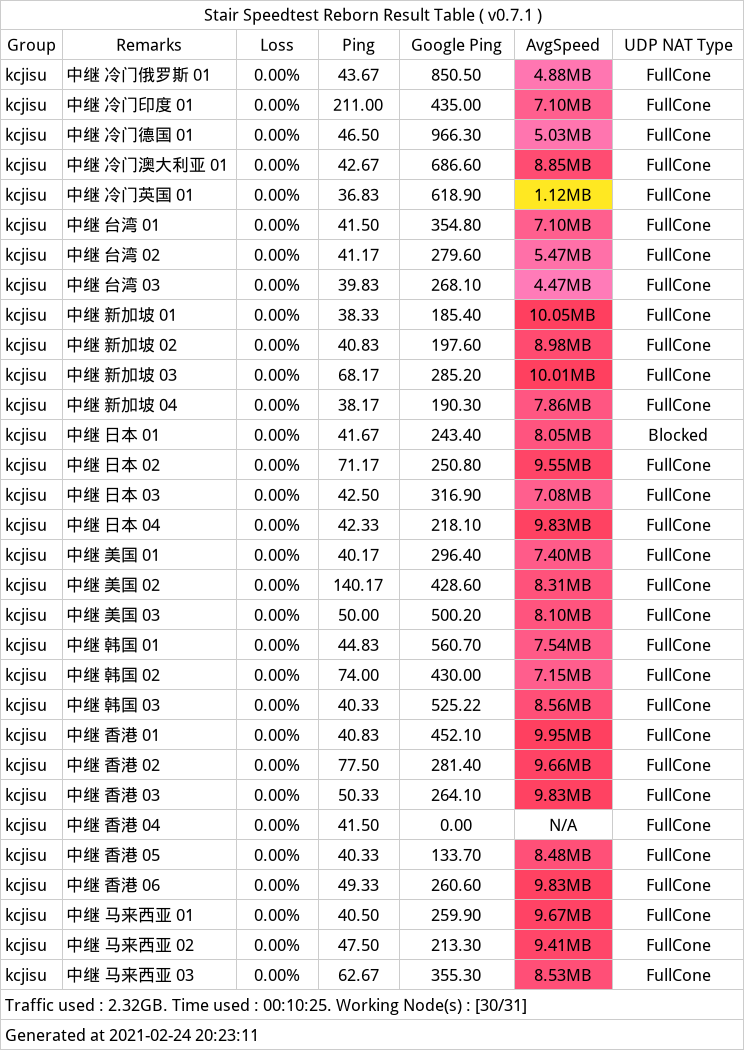 Stair Speedtest Reborn Result Table ( v0.7.1 )
Group Remarks Loss Ping Google Ping AvgSpeed UDP NAT Type
kcjisu 中继 冷门俄罗斯 01 0.00% 43.67 850.50 4.88MB FullCone
kcjisu 中继 冷门印度 01 0.00% 211.00 435.00 7.10MB FullCone
kcjisu 中继 冷门德国 01 0.00% 46.50 966.30 5.03MB FullCone
kcjisu 中继 冷门澳大利亚 01 0.00% 42.67 686.60 8.85MB FullCone
kcjisu 中继 冷门英国 01 0.00% 36.83 618.90 1.12MB FullCone
kcjisu 中继 台湾 01 0.00% 41.50 354.80 7.10MB FullCone
kcjisu 中继 台湾 02 0.00% 41.17 279.60 5.47MB FullCone
kcjisu 中继 台湾 03 0.00% 39.83 268.10 4.47MB FullCone
kcjisu 中继 新加坡 01 0.00% 38.33 185.40 10.05MB FullCone
kcjisu 中继 新加坡 02 0.00% 40.83 197.60 8.98MB FullCone
kcjisu 中继 新加坡 03 0.00% 68.17 285.20 10.01MB FullCone
kcjisu 中继 新加坡 04 0.00% 38.17 190.30 7.86MB FullCone
kcjisu 中继 日本 01 0.00% 41.67 243.40 8.05MB Blocked
kcjisu 中继 日本 02 0.00% 71.17 250.80 9.55MB FullCone
kcjisu 中继 日本 03 0.00% 42.50 316.90 7.08MB FullCone
kcjisu 中继 日本 04 0.00% 42.33 218.10 9.83MB FullCone
kcjisu 中继 美国 01 0.00% 40.17 296.40 7.40MB FullCone
kcjisu 中继 美国 02 0.00% 140.17 428.60 8.31MB FullCone
kcjisu 中继 美国 03 0.00% 50.00 500.20 8.10MB FullCone
kcjisu 中继 韩国 01 0.00% 44.83 560.70 7.54MB FullCone
kcjisu 中继 韩国 02 0.00% 74.00 430.00 7.15MB FullCone
kcjisu 中继 韩国 03 0.00% 40.33 525.22 8.56MB FullCone
kcjisu 中继 香港 01 0.00% 40.83 452.10 9.95MB FullCone
kcjisu 中继 香港 02 0.00% 77.50 281.40 9.66MB FullCone
kcjisu 中继 香港 03 0.00% 50.33 264.10 9.83MB FullCone
kcjisu 中继 香港 04 0.00% 41.50 0.00 N/A FullCone
kcjisu 中继 香港 05 0.00% 40.33 133.70 8.48MB FullCone
kcjisu 中继 香港 06 0.00% 49.33 260.60 9.83MB FullCone
kcjisu 中继 马来西亚 01 0.00% 40.50 259.90 9.67MB FullCone
kcjisu 中继 马来西亚 02 0.00% 47.50 213.30 9.41MB FullCone
kcjisu 中继 马来西亚 03 0.00% 62.67 355.30 8.53MB FullCone
Traffic used : 2.32GB. Time used : 00:10:25. Working Node(s) : [30/31]
Generated at 2021-02-24 20:23:11